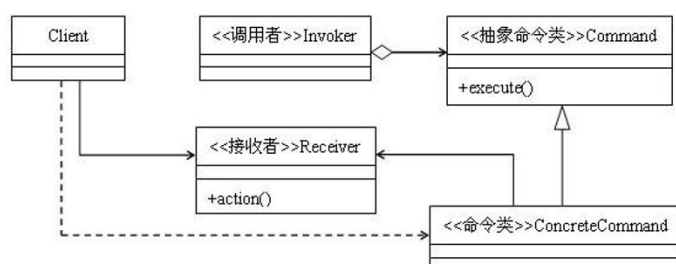 Client
<<调用者>>Invoker
<<抽象命令类>>Command
+execute()
<<接收者>>Receiver
+action()
<<命令类>>ConcreteCommand